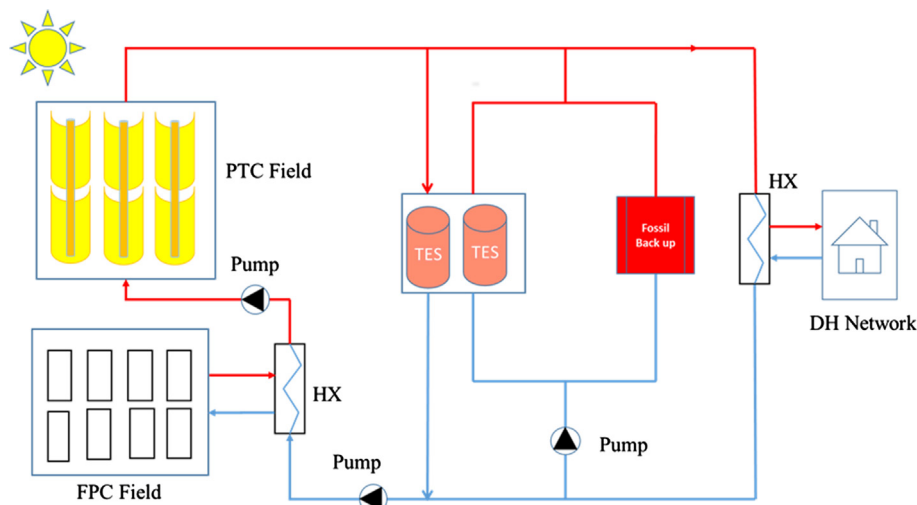 PTC Field
HX
TES
TES
Fossil
Back up
Pump
DH Network
HX
Pump
Pump
FPC Field